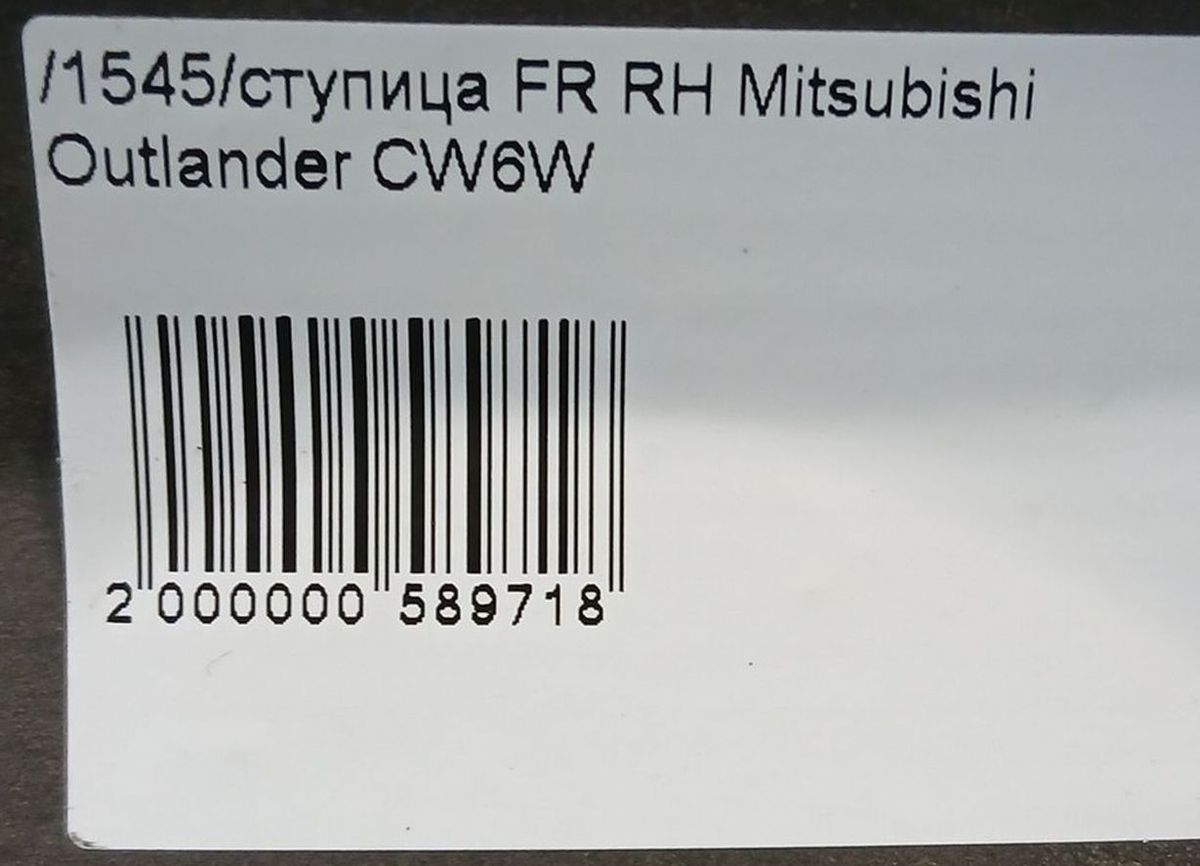 /1545/ступица FR RH Mitsubishi
Outlander CW6W
2 000000 589718